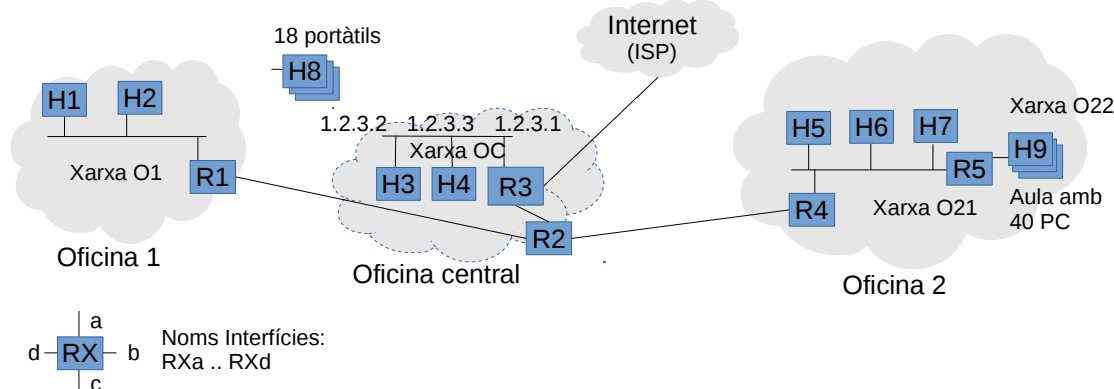 Internet
(ISP)
18 portàtils
H8
H1
H2
Xarxa O1
R1
Oficina 1
1.2.3.2
1.2.3.3
1.2.3.1
Xarxa OC
H3
H4
R3
R2
Oficina central
H5
H6
H7
Xarxa O22
H9
R5
R4
Xarxa O21
Aula amb
40 PC
Oficina 2
a
d
RX
b
c
Noms Interfícies:
RXa .. RXd